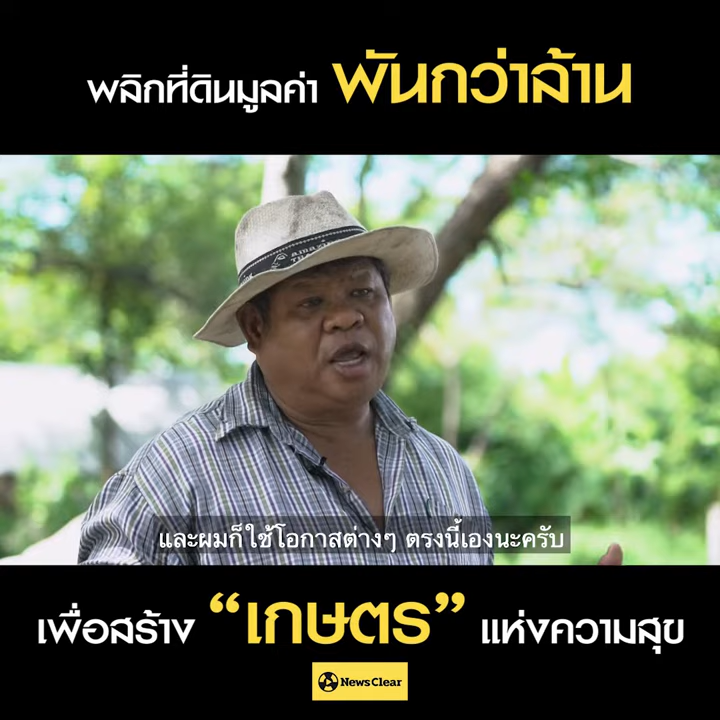 พลิกที่ดินมูลค่า พันกว่าล้าน
amazing
และผมก็ใช้โอกาสต่างๆ ตรงนี้เองนะครับ
เพื่อสร้าง “เกษตร” แห่งความสุข
News Clear